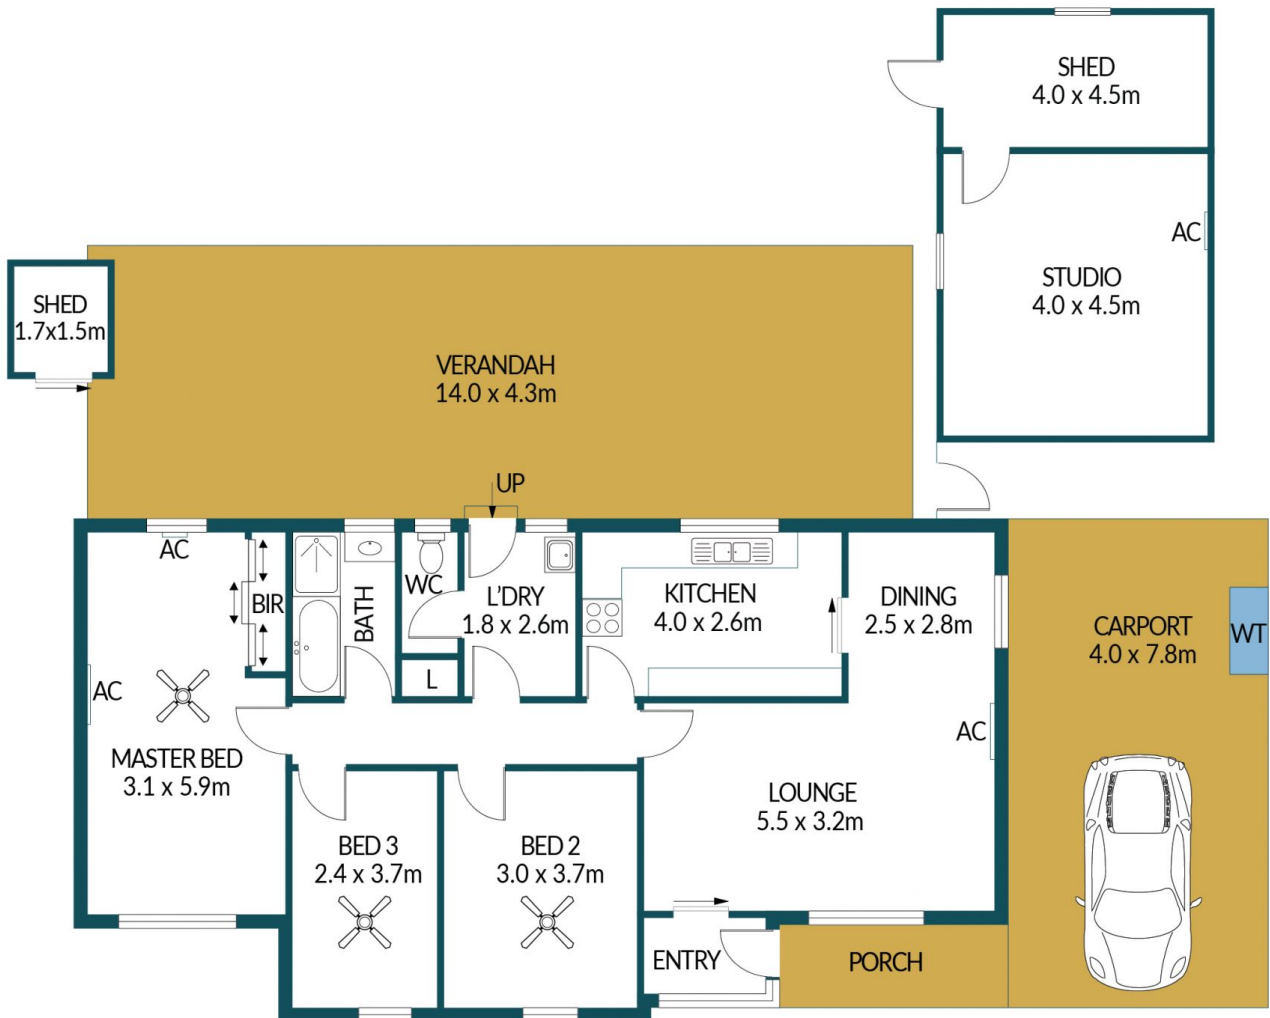 SHED
4.0 x 4.5m
AC
STUDIO
4.0 x 4.5m
SHED
1.7x1.5m
VERANDAH
14.0 x 4.3m
UP
AC
BIR
BATH
WC
L'DRY
1.8 x 2.6m
KITCHEN
4.0 x 2.6m
DINING
2.5 x 2.8m
CARPORT
4.0 x 7.8m
WT
L
AC
MASTER BED
3.1 x 5.9m
AC
LOUNGE
5.5 x 3.2m
BED 3
2.4 x 3.7m
BED 2
3.0 x 3.7m
ENTRY
PORCH